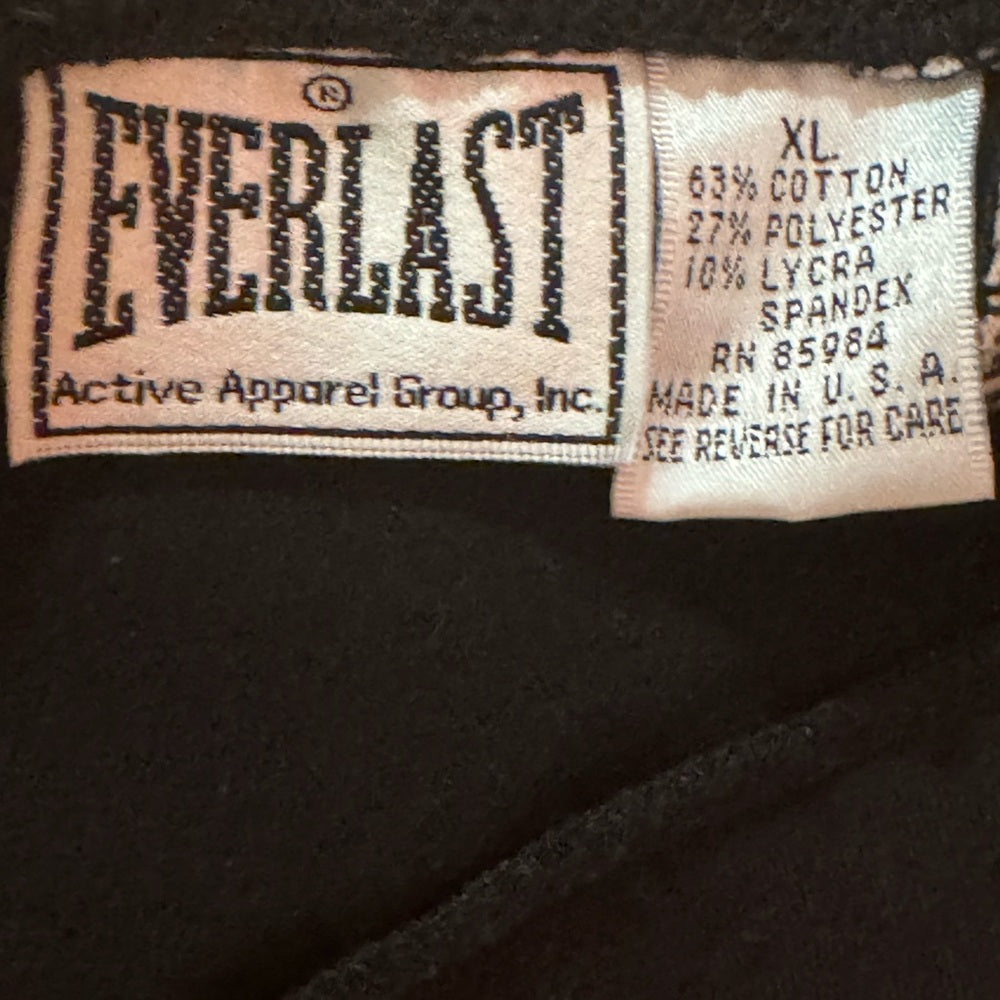 ®
EVERLAST
Active Apparel Group, Inc.
XL
63% COTTON
27% POLYESTER
10% LYCRA
SPANDEX
RN 85984
MADE IN U. S. A.
SEE REVERSE FOR CARE